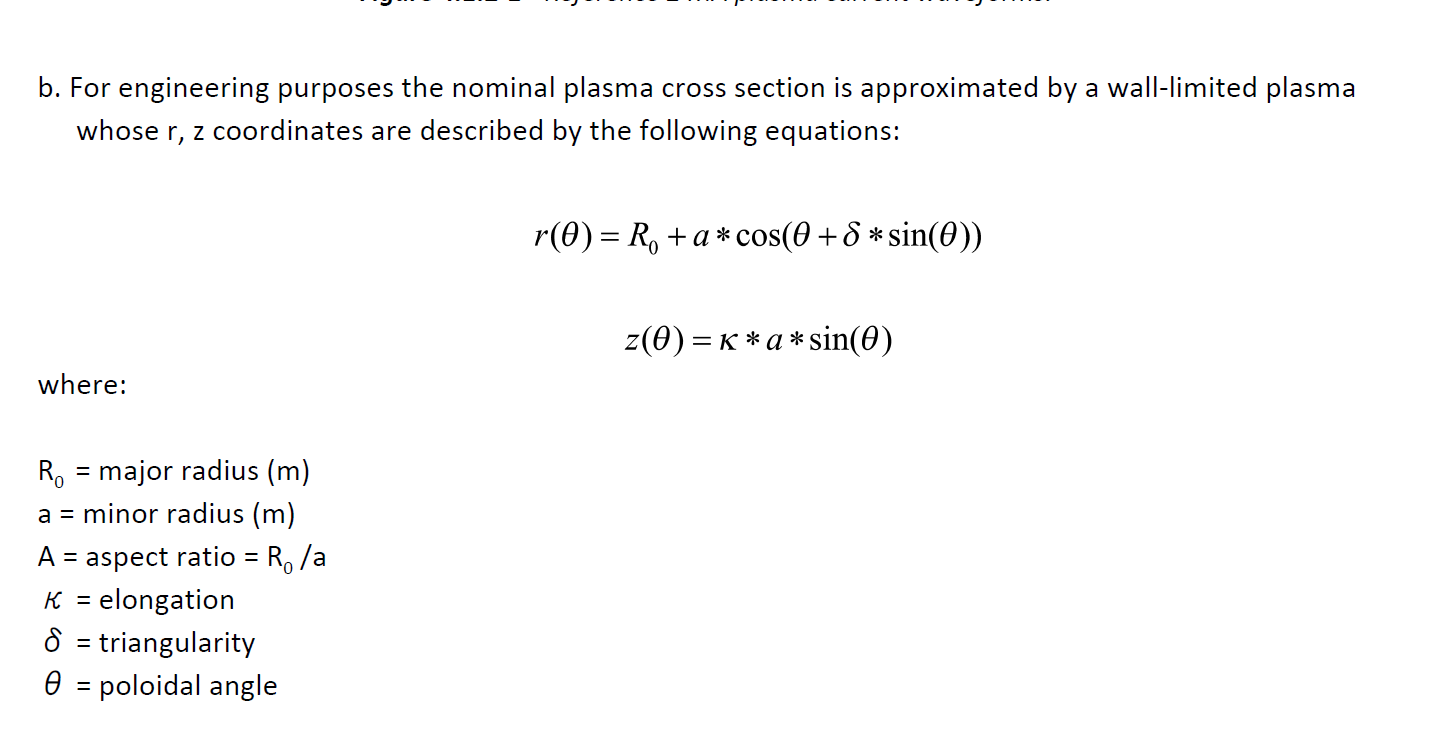 b. For engineering purposes the nominal plasma cross section is approximated by a wall-limited plasma
whose r, z coordinates are described by the following equations:
r(θ) = R₀ + a * cos(θ + δ * sin(θ))
z(θ) = κ * a * sin(θ)
where:
R₀ = major radius (m)
a = minor radius (m)
A = aspect ratio = R₀ /a
κ = elongation
δ = triangularity
θ = poloidal angle